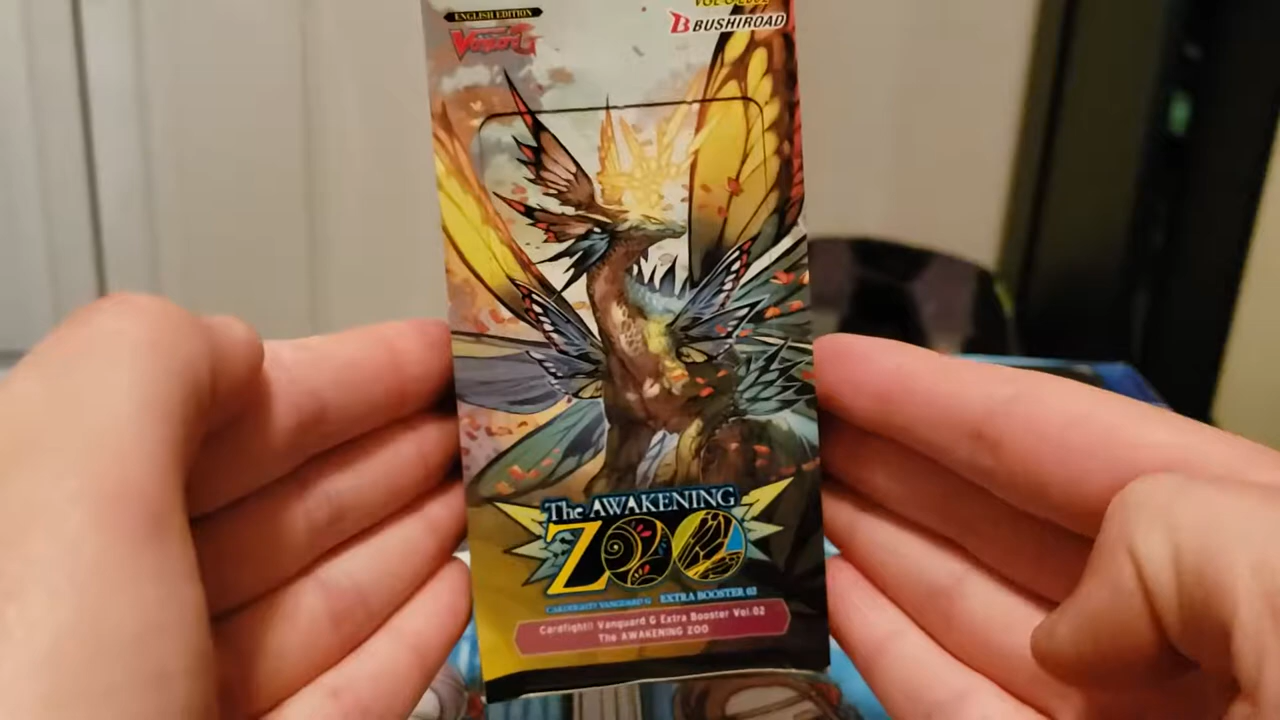 ENGLISH EDITION
BUSHIROAD
VanguarD G
The AWAKENING
ZOO
CARDFIGHT!! VANGUARD G EXTRA BOOSTER 02
Cardfight!! Vanguard G Extra Booster Vol.02
The AWAKENING ZOO